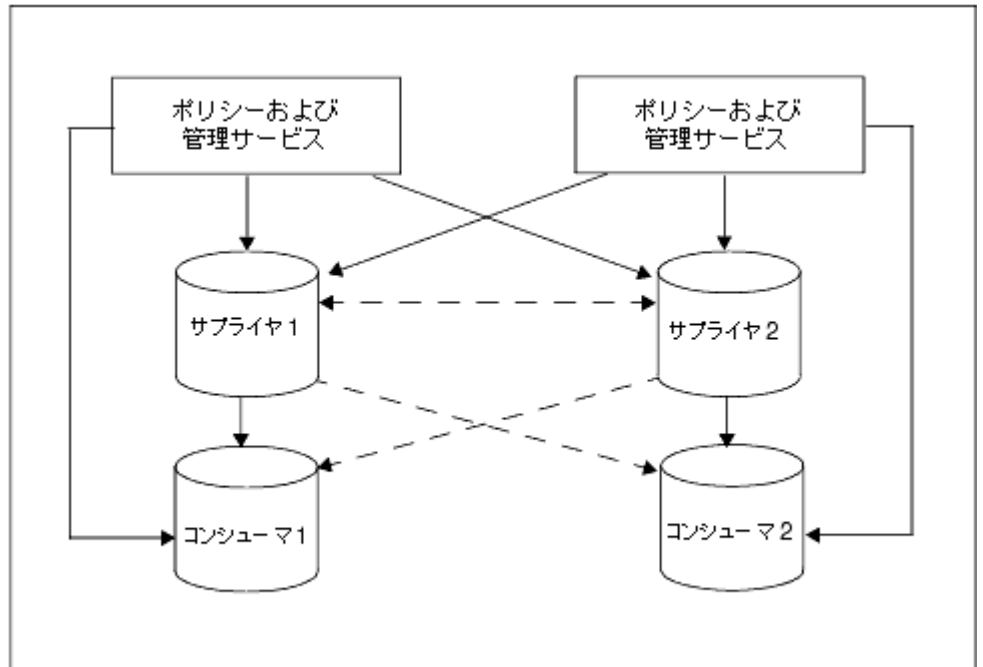 ポリシーおよび
管理サービス
ポリシーおよび
管理サービス
サプライヤ1
サプライヤ2
コンシューマ1
コンシューマ2